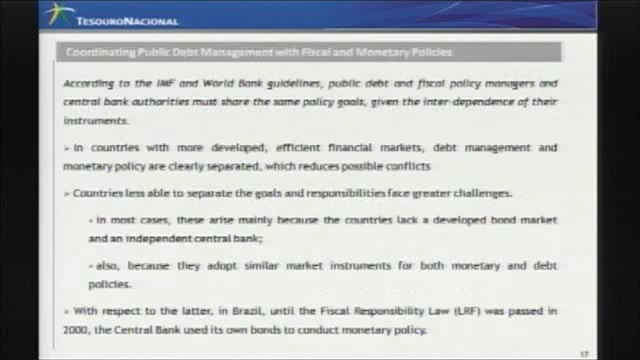 TESOURONACIONAL
Coordinating Public Debt Management with Fiscal and Monetary Policies
According to the IMF and World Bank guidelines, public debt and fiscal policy managers and
central bank authorities must share the same policy goals, given the inter-dependence of their
instruments.
➢ In countries with more developed, efficient financial markets, debt management and
monetary policy are clearly separated, which reduces possible conflicts
➢ Countries less able to separate the goals and responsibilities face greater challenges.
- in most cases, these arise mainly because the countries lack a developed bond market
and an independent central bank;
- also, because they adopt similar market instruments for both monetary and debt
policies.
➢ With respect to the latter, in Brazil, until the Fiscal Responsibility Law (LRF) was passed in
2000, the Central Bank used its own bonds to conduct monetary policy.
17